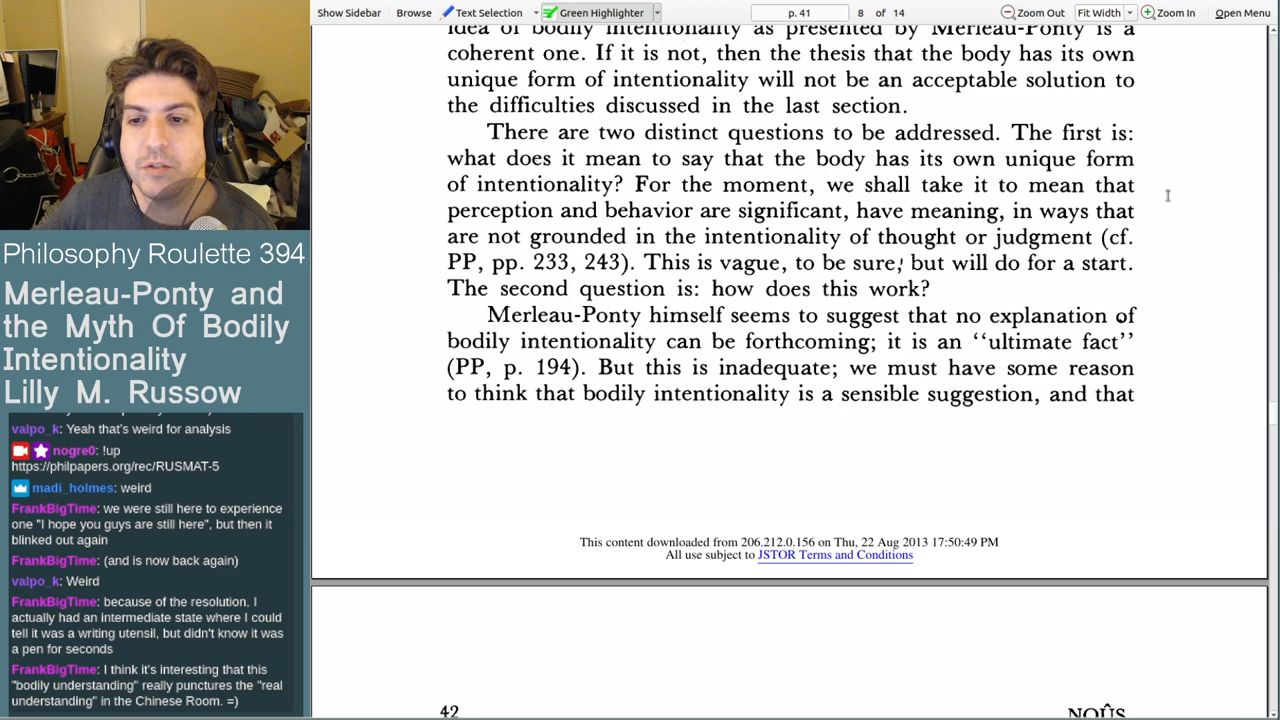 Show Sidebar Browse Text Selection Green Highlighter p. 41 8 of 14 Zoom Out Fit Width Zoom In Open Menu
idea of bodily intentionality as presented by Merleau-Ponty is a
coherent one. If it is not, then the thesis that the body has its own
unique form of intentionality will not be an acceptable solution to
the difficulties discussed in the last section.
There are two distinct questions to be addressed. The first is:
what does it mean to say that the body has its own unique form
of intentionality? For the moment, we shall take it to mean that
perception and behavior are significant, have meaning, in ways that
are not grounded in the intentionality of thought or judgment (cf.
PP, pp. 233, 243). This is vague, to be sure, but will do for a start.
The second question is: how does this work?
Merleau-Ponty himself seems to suggest that no explanation of
bodily intentionality can be forthcoming; it is an "ultimate fact"
(PP, p. 194). But this is inadequate; we must have some reason
to think that bodily intentionality is a sensible suggestion, and that
This content downloaded from 206.212.0.156 on Thu, 22 Aug 2013 17:50:49 PM
All use subject to JSTOR Terms and Conditions
42 NOÛS
Philosophy Roulette 394
Merleau-Ponty and
the Myth Of Bodily
Intentionality
Lilly M. Russow
valpo_k: Yeah that's weird for analysis
nogre0: !up
https://philpapers.org/rec/RUSMAT-5
madi_holmes: weird
FrankBigTime: we were still here to experience
one "I hope you guys are still here", but then it
blinked out again
FrankBigTime: (and is now back again)
valpo_k: Weird
FrankBigTime: because of the resolution, I
actually had an intermediate state where I could
tell it was a writing utensil, but didn't know it was
a pen for seconds
FrankBigTime: I think it's interesting that this
"bodily understanding" really punctures the "real
understanding" in the Chinese Room. =)